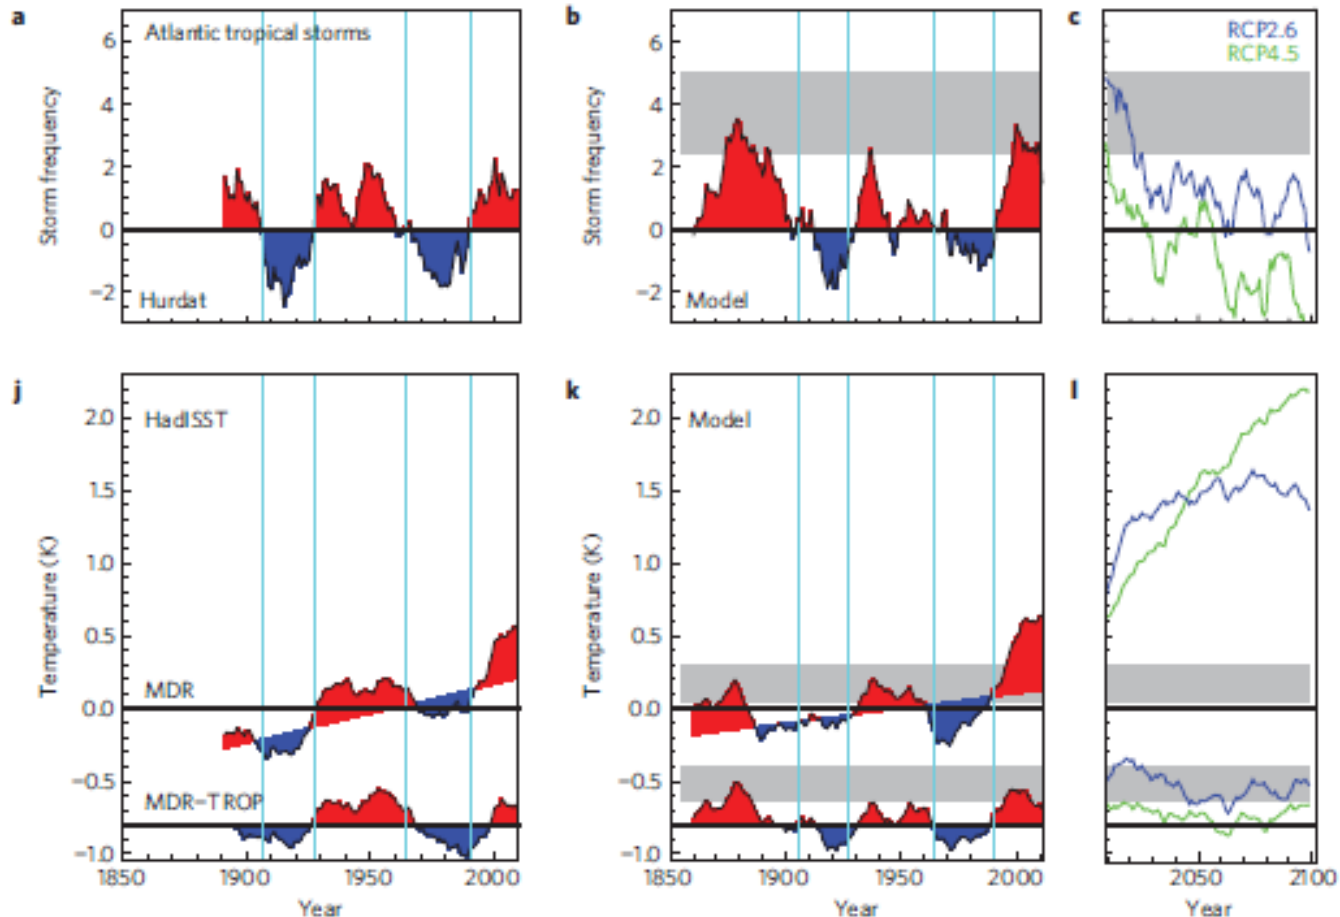 a
Atlantic tropical storms
6
4
2
0
−2
Storm frequency
Hurdat
b
6
4
2
0
−2
Storm frequency
Model
c
RCP2.6
RCP4.5
j
HadISST
2.0
1.5
1.0
0.5
0.0
−0.5
−1.0
Temperature (K)
MDR
MDR−TROP
1850 1900 1950 2000
Year
k
Model
2.0
1.5
1.0
0.5
0.0
−0.5
−1.0
Temperature (K)
1850 1900 1950 2000
Year
l
2050 2100
Year